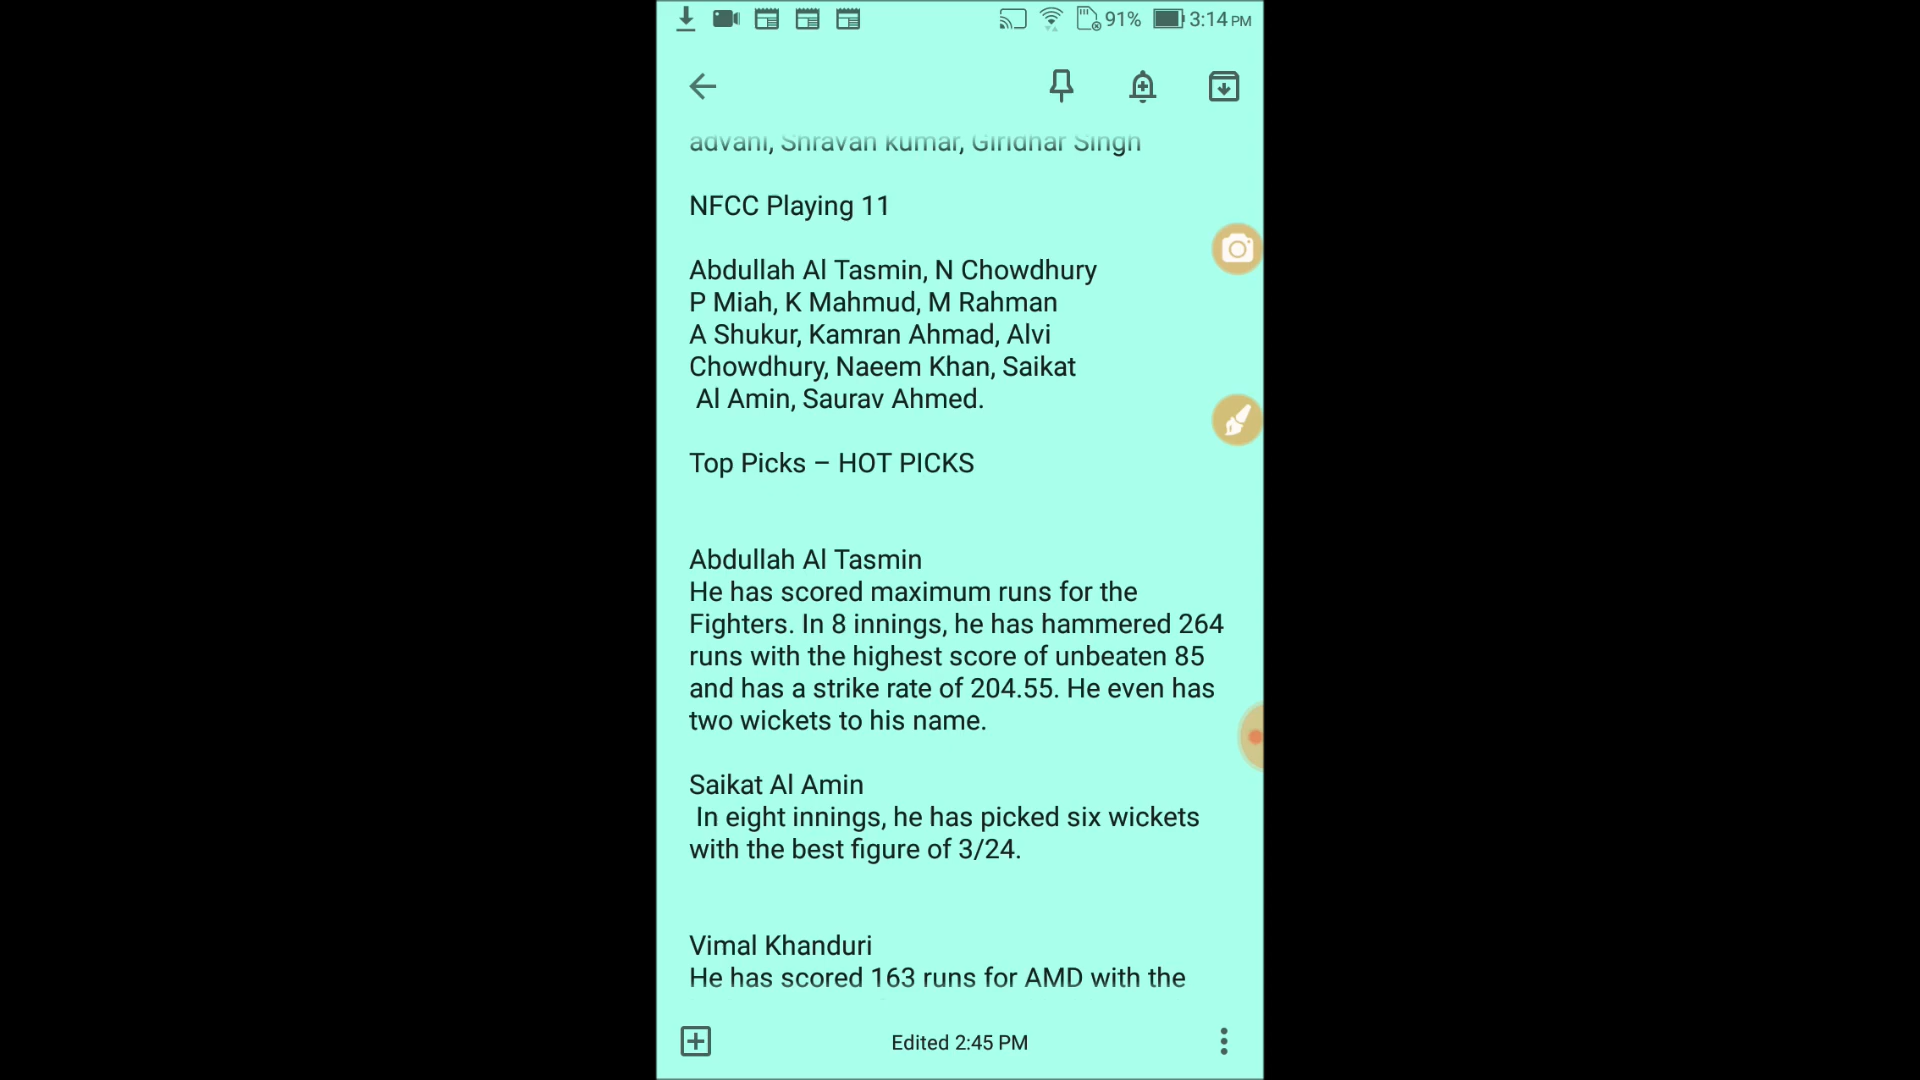 91% 3:14 PM
advani, Shravan kumar, Giridhar Singh
NFCC Playing 11
Abdullah Al Tasmin, N Chowdhury
P Miah, K Mahmud, M Rahman
A Shukur, Kamran Ahmad, Alvi
Chowdhury, Naeem Khan, Saikat
Al Amin, Saurav Ahmed.
Top Picks – HOT PICKS
Abdullah Al Tasmin
He has scored maximum runs for the
Fighters. In 8 innings, he has hammered 264
runs with the highest score of unbeaten 85
and has a strike rate of 204.55. He even has
two wickets to his name.
Saikat Al Amin
In eight innings, he has picked six wickets
with the best figure of 3/24.
Vimal Khanduri
He has scored 163 runs for AMD with the
Edited 2:45 PM